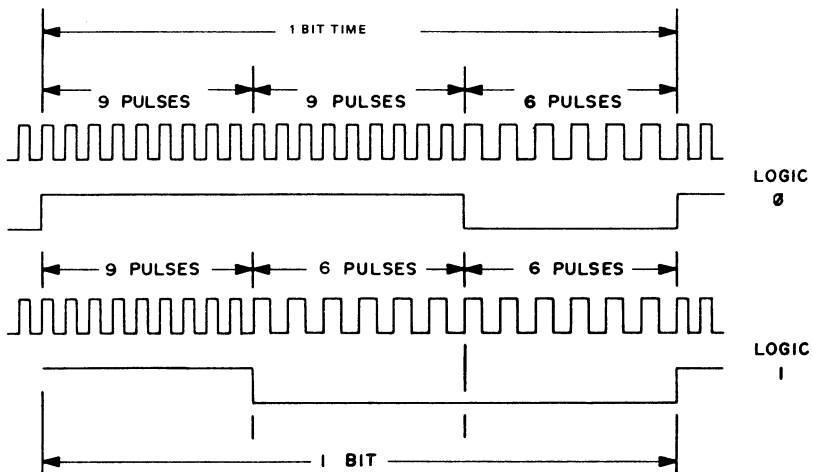 1 BIT TIME
9 PULSES 9 PULSES 6 PULSES
LOGIC
Ø
9 PULSES 6 PULSES 6 PULSES
LOGIC
1
1 BIT